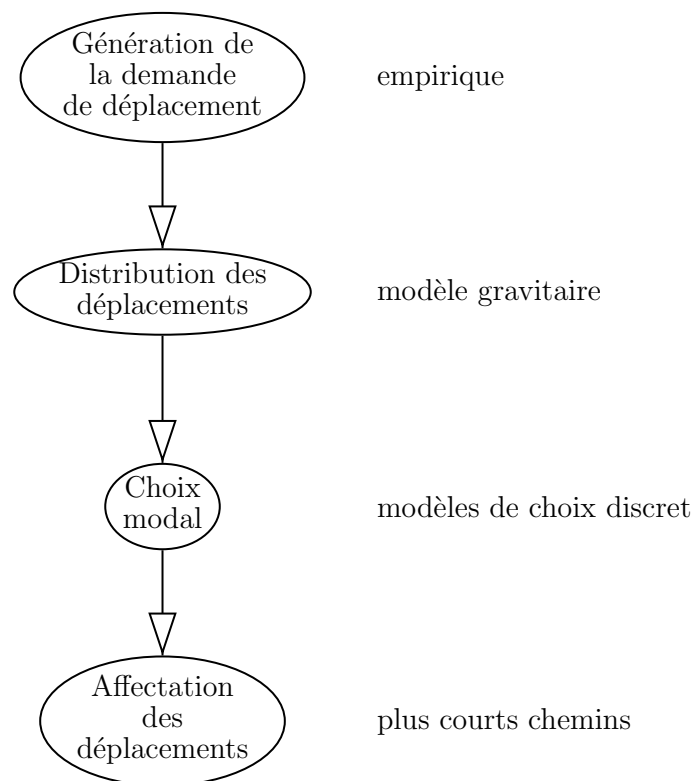 Génération de
la demande
de déplacement
empirique
Distribution des
déplacements
modèle gravitaire
Choix
modal
modèles de choix discret
Affectation
des
déplacements
plus courts chemins